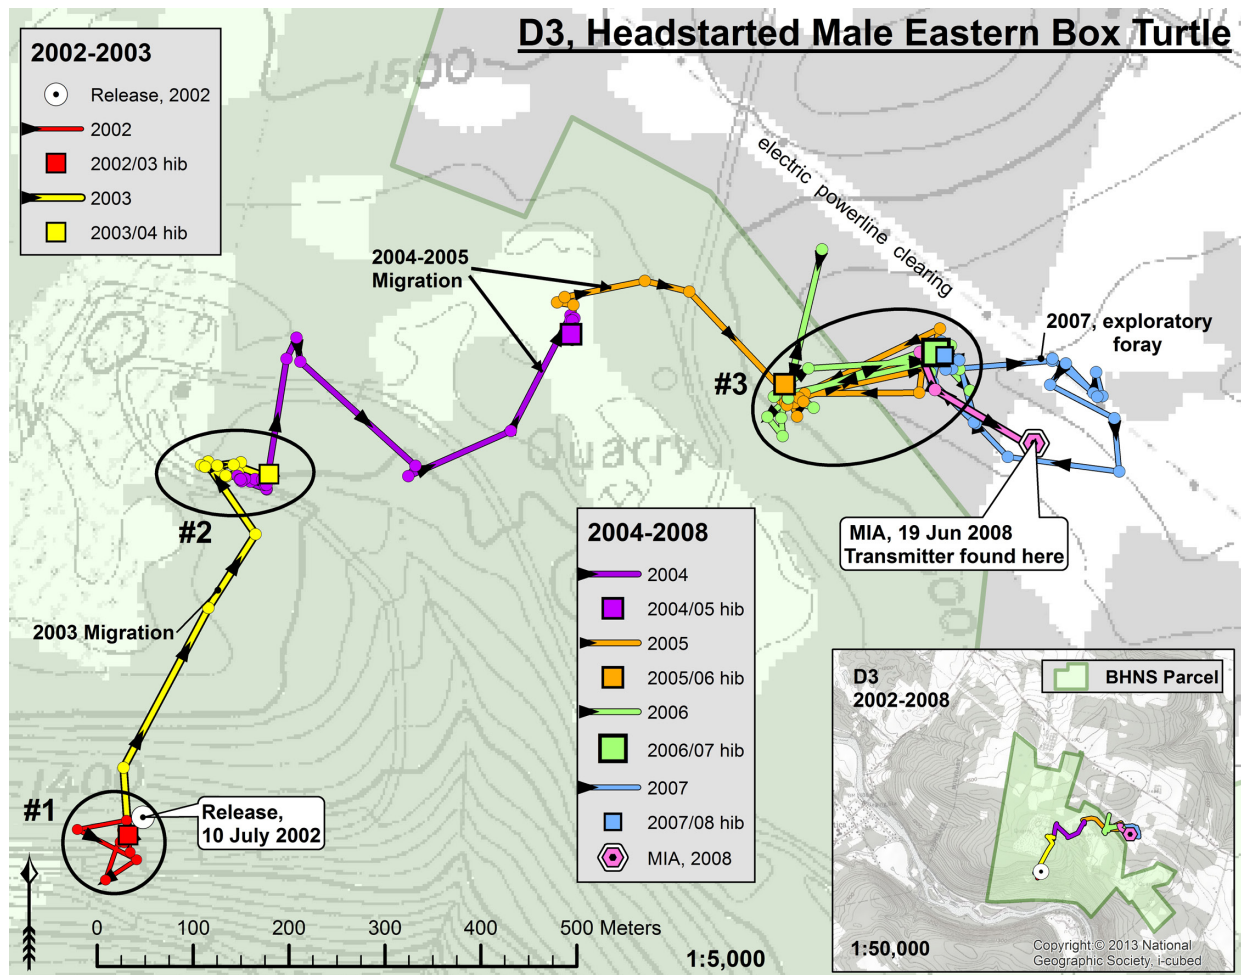 D3, Headstarted Male Eastern Box Turtle
2002-2003
Release, 2002
2002
2002/03 hib
2003
2003/04 hib
1500
electric powerline clearing
2004-2005
Migration
2007, exploratory
foray
#3
Quarry
#2
MIA, 19 Jun 2008
Transmitter found here
2003 Migration
2004-2008
2004
2004/05 hib
2005
2005/06 hib
2006
2006/07 hib
2007
2007/08 hib
MIA, 2008
#1
Release,
10 July 2002
D3
2002-2008
BHNS Parcel
1:50,000
Copyright:© 2013 National
Geographic Society, i-cubed
0 100 200 300 400 500 Meters
1:5,000